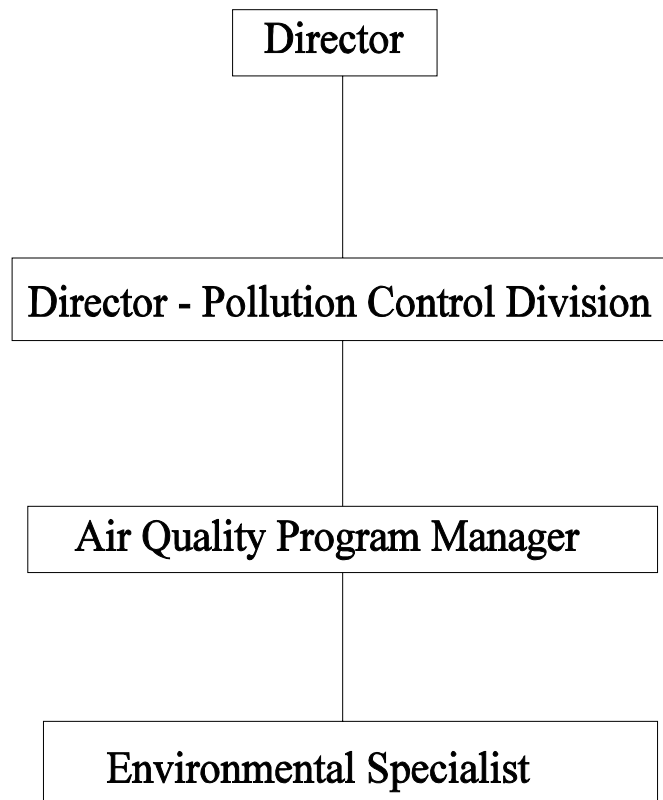 Director
Director - Pollution Control Division
Air Quality Program Manager
Environmental Specialist